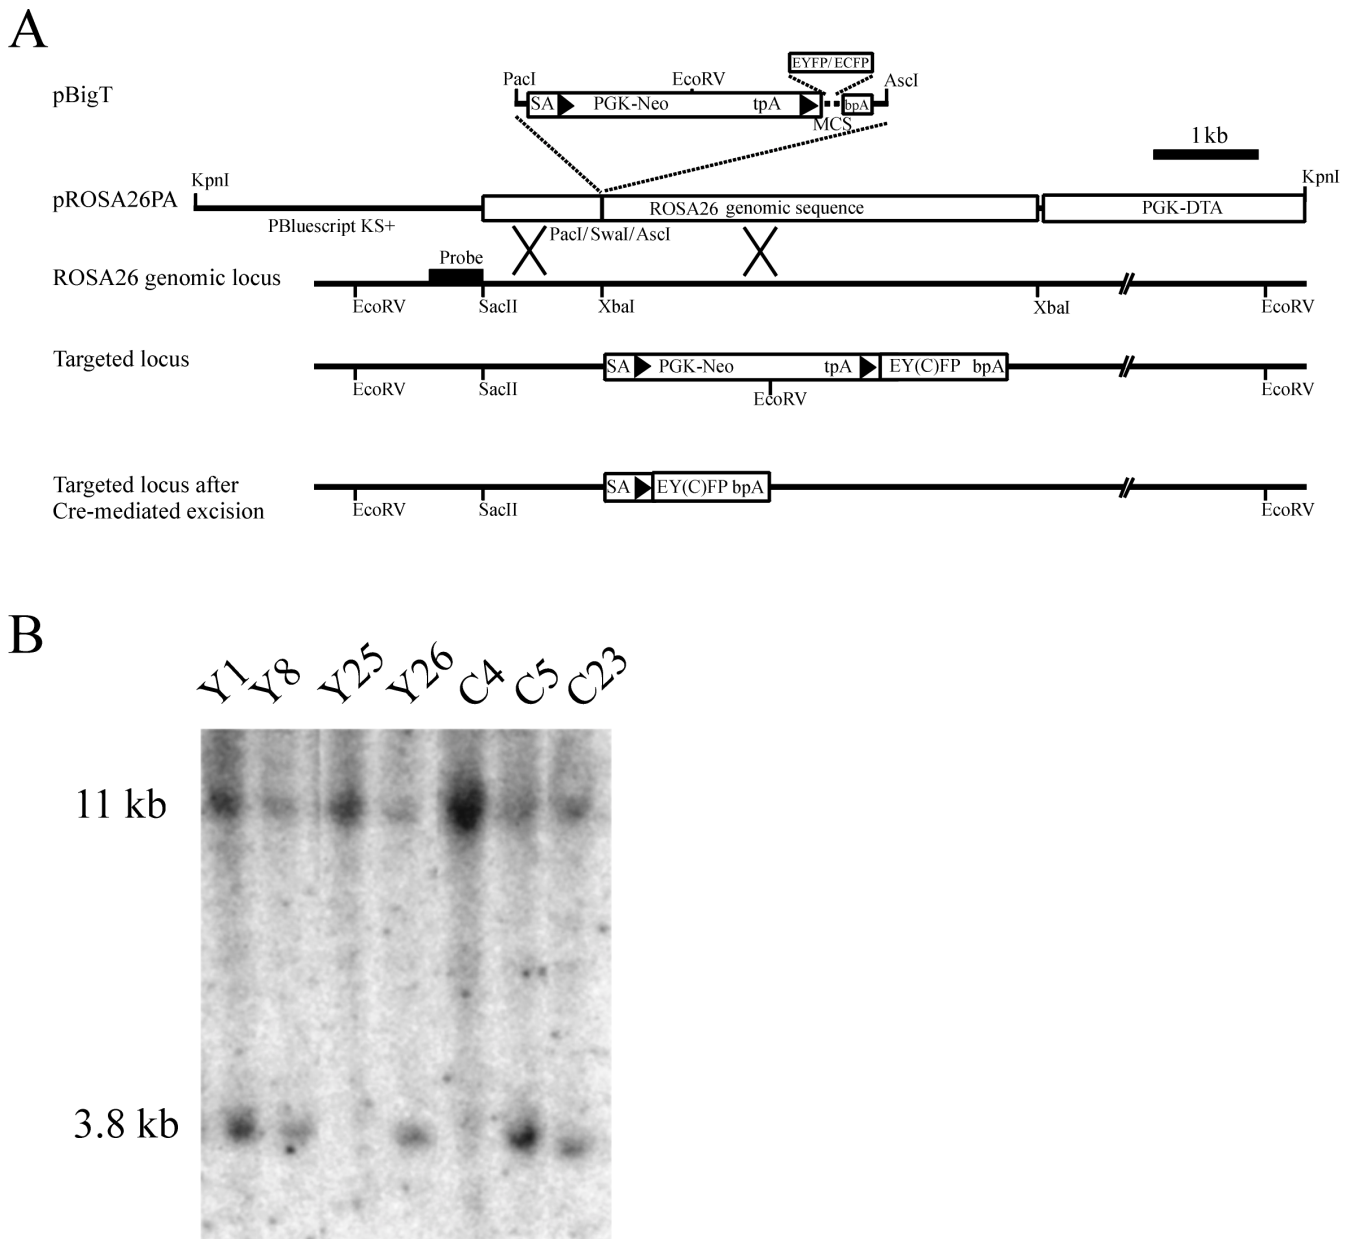 A
pBigT
PacI
EcoRV
EYFP/ECFP
AscI
SA
PGK-Neo
tpA
bpA
MCS
1kb
pROSA26PA
KpnI
KpnI
ROSA26 genomic sequence
PGK-DTA
PBluescript KS+
PacI/SwaI/AscI
Probe
ROSA26 genomic locus
EcoRV
SacII
XbaI
XbaI
EcoRV
Targeted locus
SA
PGK-Neo
tpA
EY(C)FP
bpA
EcoRV
SacII
EcoRV
EcoRV
Targeted locus after
Cre-mediated excision
SA
EY(C)FP bpA
EcoRV
SacII
EcoRV
B
Y1
Y8
Y25
Y26
C4
C5
C23
11 kb
3.8 kb